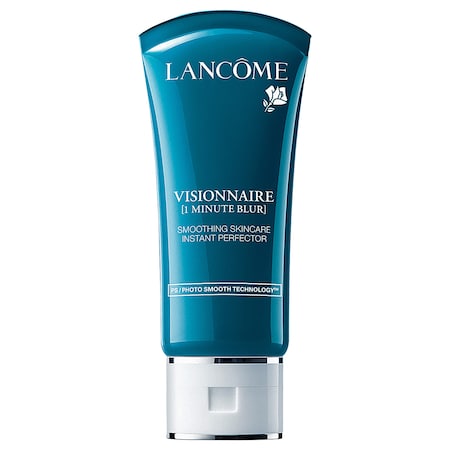 LANCÔME
VISIONNAIRE
[1 MINUTE BLUR]
SMOOTHING SKINCARE
INSTANT PERFECTOR
PS / PHOTO SMOOTH TECHNOLOGY™